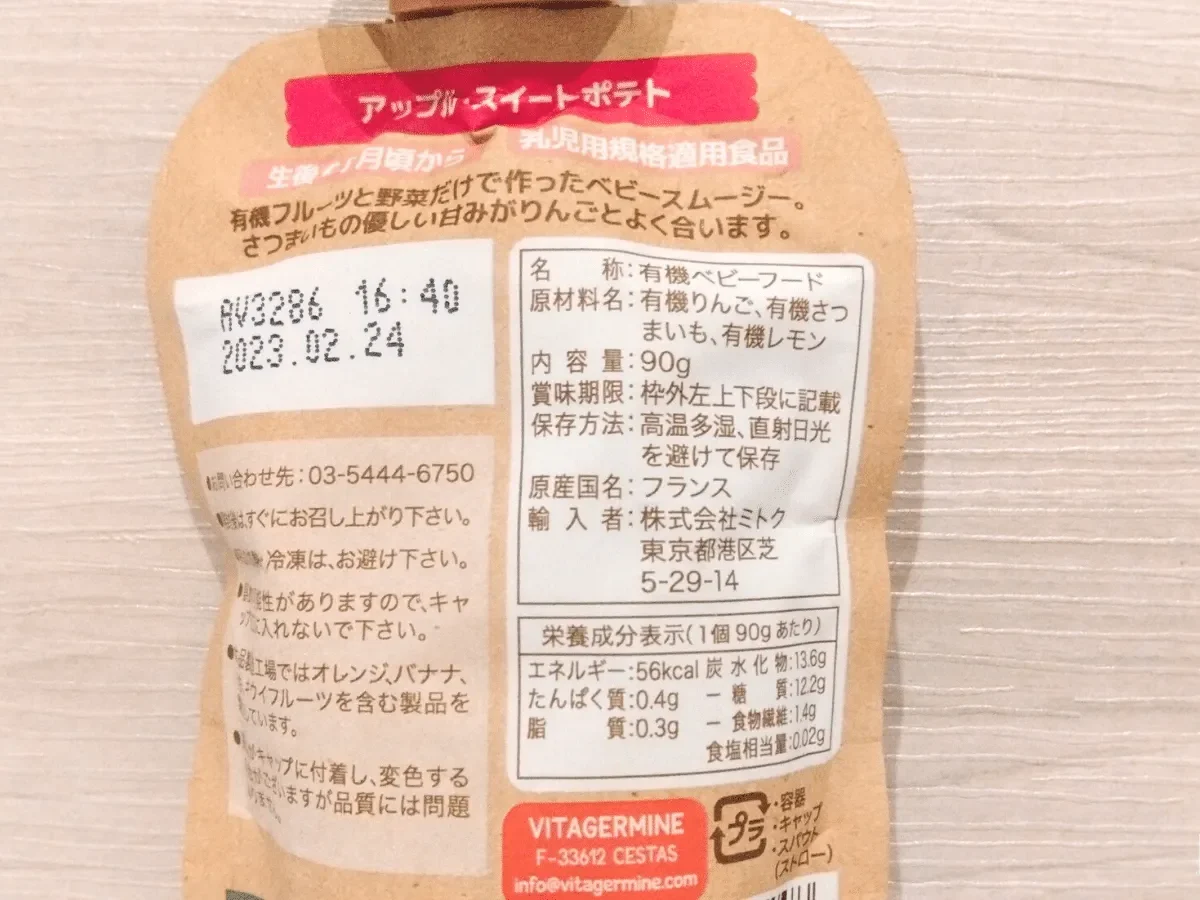 アップル・スイートポテト
生後 月頃から
乳児用規格適用食品
有機フルーツと野菜だけで作ったベビースムージー。
さつまいもの優しい甘みがりんごとよく合います。
AV3286 16:40
2023.02.24
名 称:有機ベビーフード
原材料名:有機りんご、有機さつ
まいも、有機レモン
内 容 量:90g
賞味期限:枠外左上下段に記載
保存方法:高温多湿、直射日光
を避けて保存
原産国名:フランス
輸 入 者:株式会社ミトク
東京都港区芝
5-29-14
栄養成分表示(1個90gあたり)
エネルギー:56kcal 炭 水 化 物:13.6g
たんぱく質:0.4g ー 糖 質:12.2g
脂 質:0.3g ー 食物繊維:1.4g
食塩相当量:0.02g
●お問い合わせ先:03-5444-6750
すぐにお召し上がり下さい。
冷凍は、お避け下さい。
性がありますので、キャ
に入れないで下さい。
工場ではオレンジ、バナナ、
キウイフルーツを含む製品を
しています。
キャップに付着し、変色する
ございますが品質には問題
VITAGERMINE
F-33612 CESTAS
info@vitagermine.com
プラ
・容器
・キャップ
・スパウト
(ストロー)